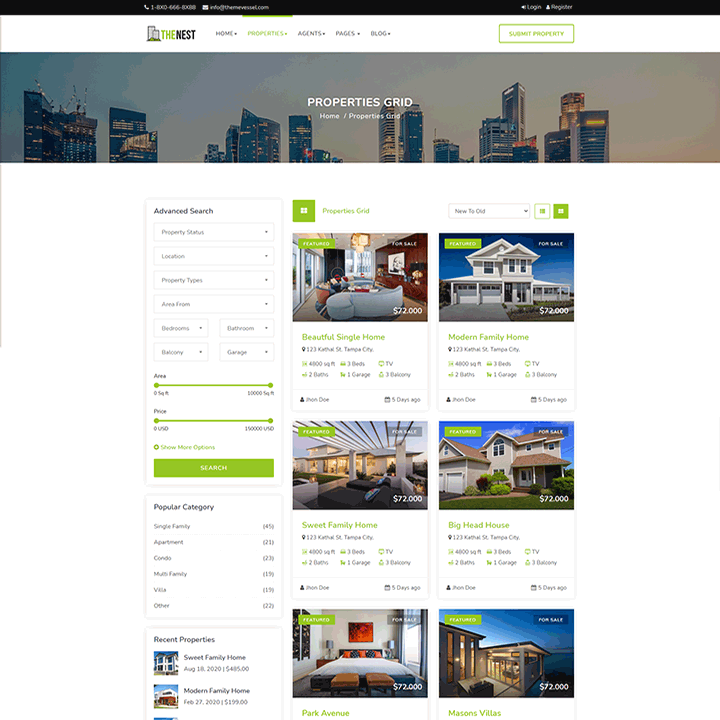 1-8X0-666-8X88 info@themevessel.com Login Register
THENEST HOME PROPERTIES AGENTS PAGES BLOG SUBMIT PROPERTY
PROPERTIES GRID
Home / Properties Grid
Advanced Search
Property Status
Location
Property Types
Area From
Bedrooms Bathroom
Balcony Garage
Area
0 Sq ft 10000 Sq ft
Price
0 USD 150000 USD
Show More Options
SEARCH
Popular Category
Single Family (45)
Apartment (21)
Condo (23)
Multi Family (19)
Villa (19)
Other (22)
Recent Properties
Sweet Family Home
Aug 18, 2020 | $485,00
Modern Family Home
Feb 27, 2020 | $199,00
Properties Grid New To Old
FEATURED FOR SALE
$72.000
Beautful Single Home
123 Kathal St. Tampa City,
4800 sq ft 3 Beds TV
2 Baths 1 Garage 3 Balcony
Jhon Doe 5 Days ago
FEATURED FOR SALE
$72.000
Modern Family Home
123 Kathal St. Tampa City,
4800 sq ft 3 Beds TV
2 Baths 1 Garage 3 Balcony
Jhon Doe 5 Days ago
FEATURED FOR SALE
$72.000
Sweet Family Home
123 Kathal St. Tampa City,
4800 sq ft 3 Beds TV
2 Baths 1 Garage 3 Balcony
Jhon Doe 5 Days ago
FEATURED FOR SALE
$72.000
Big Head House
123 Kathal St. Tampa City,
4800 sq ft 3 Beds TV
2 Baths 1 Garage 3 Balcony
Jhon Doe 5 Days ago
FEATURED FOR SALE
$72.000
Park Avenue
FEATURED FOR SALE
$72.000
Masons Villas